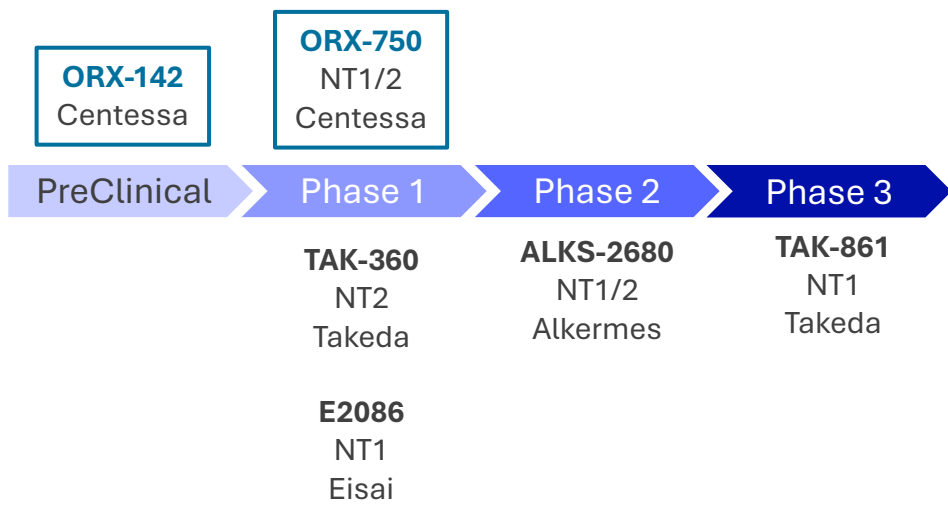 ORX-142
Centessa
ORX-750
NT1/2
Centessa
PreClinical
Phase 1
Phase 2
Phase 3
TAK-360
NT2
Takeda
E2086
NT1
Eisai
ALKS-2680
NT1/2
Alkermes
TAK-861
NT1
Takeda